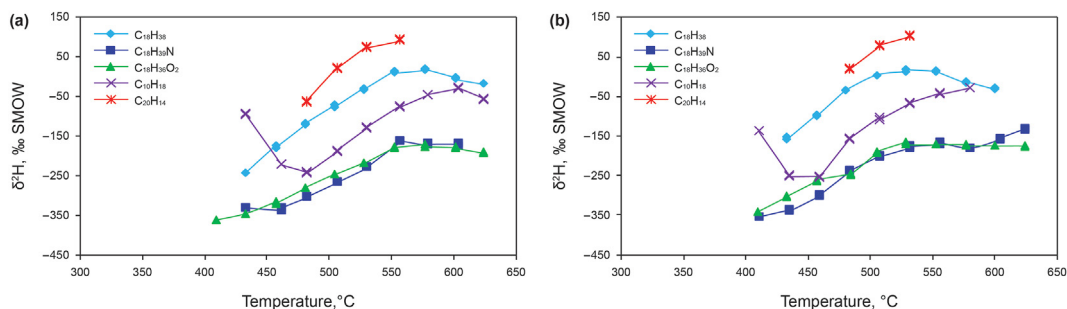 (a)
150
50
−50
−150
−250
−350
−450
δ²H, ‰ SMOW
C₁₈H₃₈
C₁₈H₃₉N
C₁₈H₃₆O₂
C₁₀H₁₈
C₂₀H₁₄
300 350 400 450 500 550 600 650
Temperature,°C
(b)
150
50
−50
−150
−250
−350
−450
δ²H, ‰ SMOW
C₁₈H₃₈
C₁₈H₃₉N
C₁₈H₃₆O₂
C₁₀H₁₈
C₂₀H₁₄
300 350 400 450 500 550 600 650
Temperature, °C